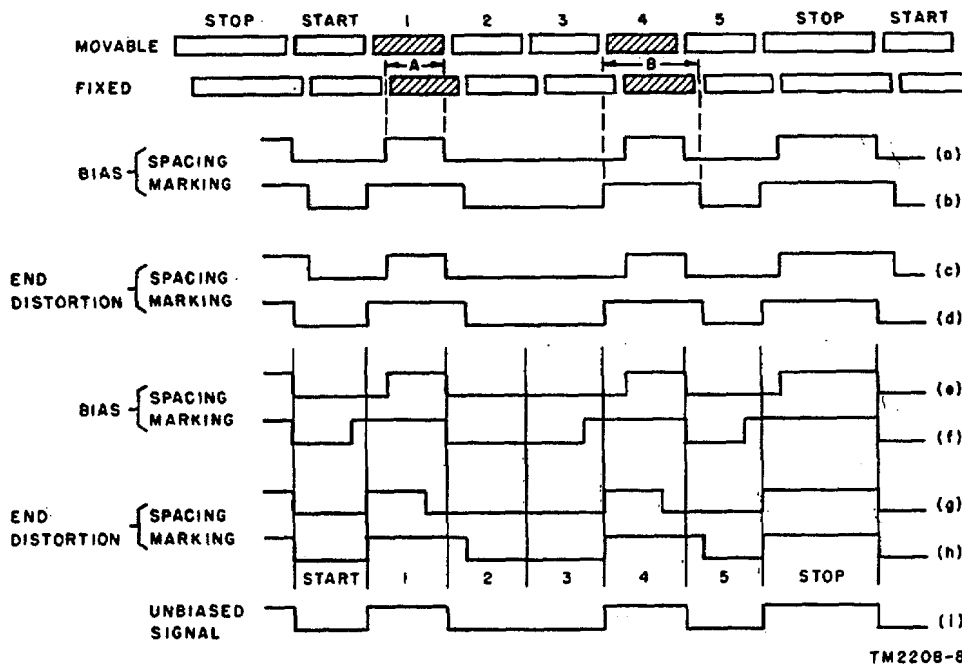 STOP START 1 2 3 4 5 STOP START
MOVABLE
A B
FIXED
BIAS SPACING (a)
MARKING (b)
END DISTORTION SPACING (c)
MARKING (d)
BIAS SPACING (e)
MARKING (f)
END DISTORTION SPACING (g)
MARKING (h)
START 1 2 3 4 5 STOP
UNBIASED SIGNAL (i)
TM2208-8